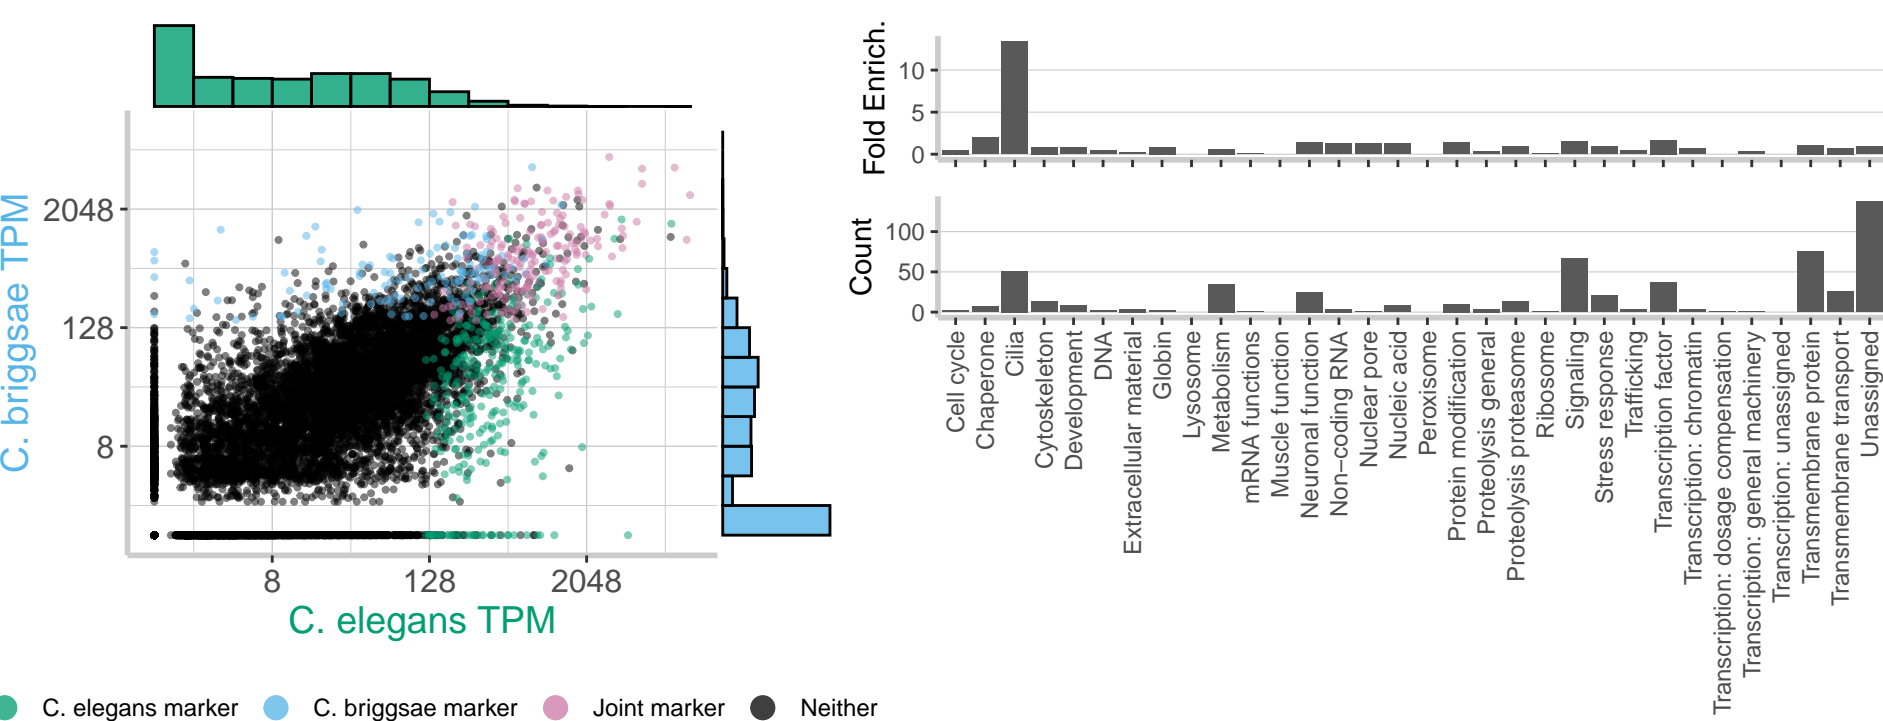 C. briggsae TPM
2048
128
8
8
128
2048
C. elegans TPM
C. elegans marker
C. briggsae marker
Joint marker
Neither
Fold Enrich.
10
5
0
Count
100
50
0
Cell cycle
Chaperone
Cilia
Cytoskeleton
Development
DNA
Extracellular material
Globin
Lysosome
Metabolism
mRNA functions
Muscle function
Neuronal function
Non−coding RNA
Nuclear pore
Nucleic acid
Peroxisome
Protein modification
Proteolysis general
Proteolysis proteasome
Ribosome
Signaling
Stress response
Trafficking
Transcription factor
Transcription: chromatin
Transcription: dosage compensation
Transcription: general machinery
Transcription: unassigned
Transmembrane protein
Transmembrane transport
Unassigned